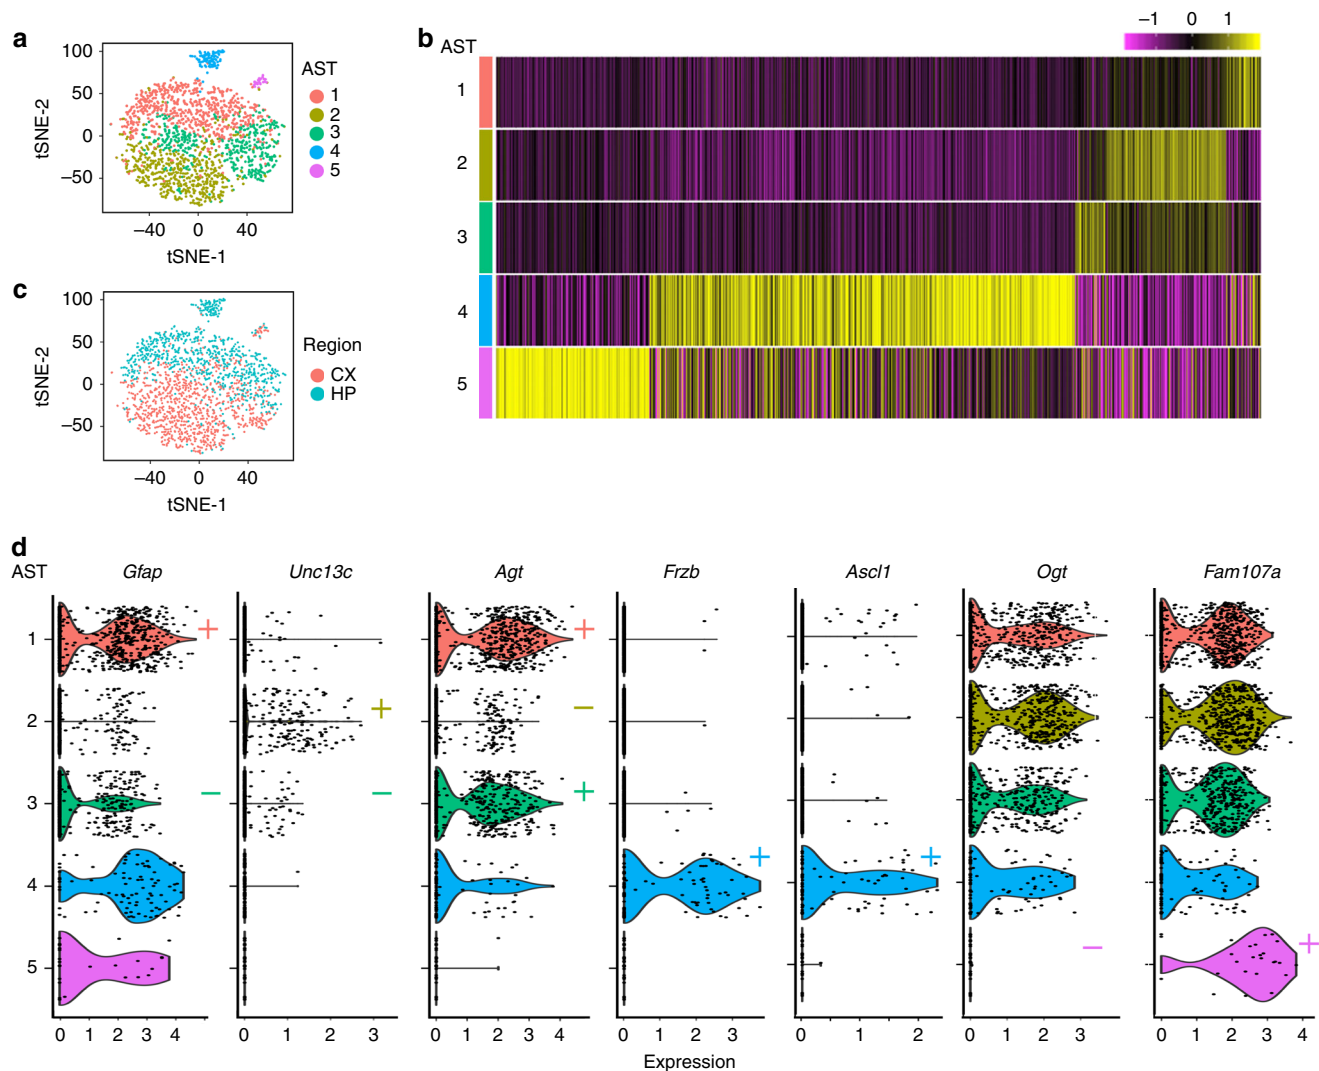 a
100
50
0
−50
tSNE-2
−40 0 40
tSNE-1
AST
1
2
3
4
5
b
AST
−1 0 1
1
2
3
4
5
c
100
50
0
−50
tSNE-2
−40 0 40
tSNE-1
Region
CX
HP
d
AST Gfap Unc13c Agt Frzb Ascl1 Ogt Fam107a
1 + +
2 + −
3 − − +
4 + +
5 − +
0 1 2 3 4 0 1 2 3 0 1 2 3 4 0 1 2 3 0 1 2 0 1 2 3 0 1 2 3 4
Expression